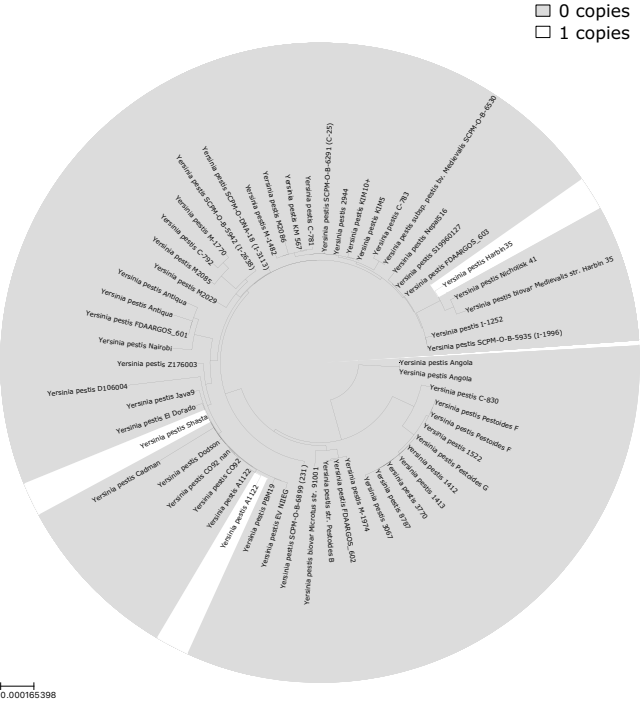 0 copies
1 copies
Yersinia pestis SCPM-O-B-6291 (C-25)
Yersinia pestis 2944
Yersinia pestis KIM10+
Yersinia pestis KIM5
Yersinia pestis C-783
Yersinia pestis subsp. pestis bv. Medievalis SCPM-O-B-6530
Yersinia pestis Nepal516
Yersinia pestis S19960127
Yersinia pestis FDAARGOS_603
Yersinia pestis Harbin35
Yersinia pestis Nicholisk 41
Yersinia pestis biovar Medievalis str. Harbin 35
Yersinia pestis I-1252
Yersinia pestis SCPM-O-B-5935 (I-1996)
Yersinia pestis Angola
Yersinia pestis Angola
Yersinia pestis C-830
Yersinia pestis Pestoides F
Yersinia pestis Pestoides F
Yersinia pestis 1522
Yersinia pestis Pestoides G
Yersinia pestis 1412
Yersinia pestis 1413
Yersinia pestis 3770
Yersinia pestis 8787
Yersinia pestis 3067
Yersinia pestis M-1974
Yersinia pestis FDAARGOS_602
Yersinia pestis str. Pestoides B
Yersinia pestis biovar Microtus str. 91001
Yersinia pestis SCPM-O-B-6899 (231)
Yersinia pestis EV NIIEG
Yersinia pestis PBM19
Yersinia pestis A1122
Yersinia pestis A1122
Yersinia pestis CO92
Yersinia pestis CO92_nan
Yersinia pestis Dodson
Yersinia pestis Cadman
Yersinia pestis Shasta
Yersinia pestis El Dorado
Yersinia pestis Java9
Yersinia pestis D106004
Yersinia pestis Z176003
Yersinia pestis Nairobi
Yersinia pestis FDAARGOS_601
Yersinia pestis Antiqua
Yersinia pestis Antiqua
Yersinia pestis M2029
Yersinia pestis M2085
Yersinia pestis C-792
Yersinia pestis M-1770
Yersinia pestis SCPM-O-B-5942 (I-2638)
Yersinia pestis SCPM-O-DNA-18 (I-3113)
Yersinia pestis M-1482
Yersinia pestis M2086
Yersinia pestis KM 567
Yersinia pestis C-781
0.000165398